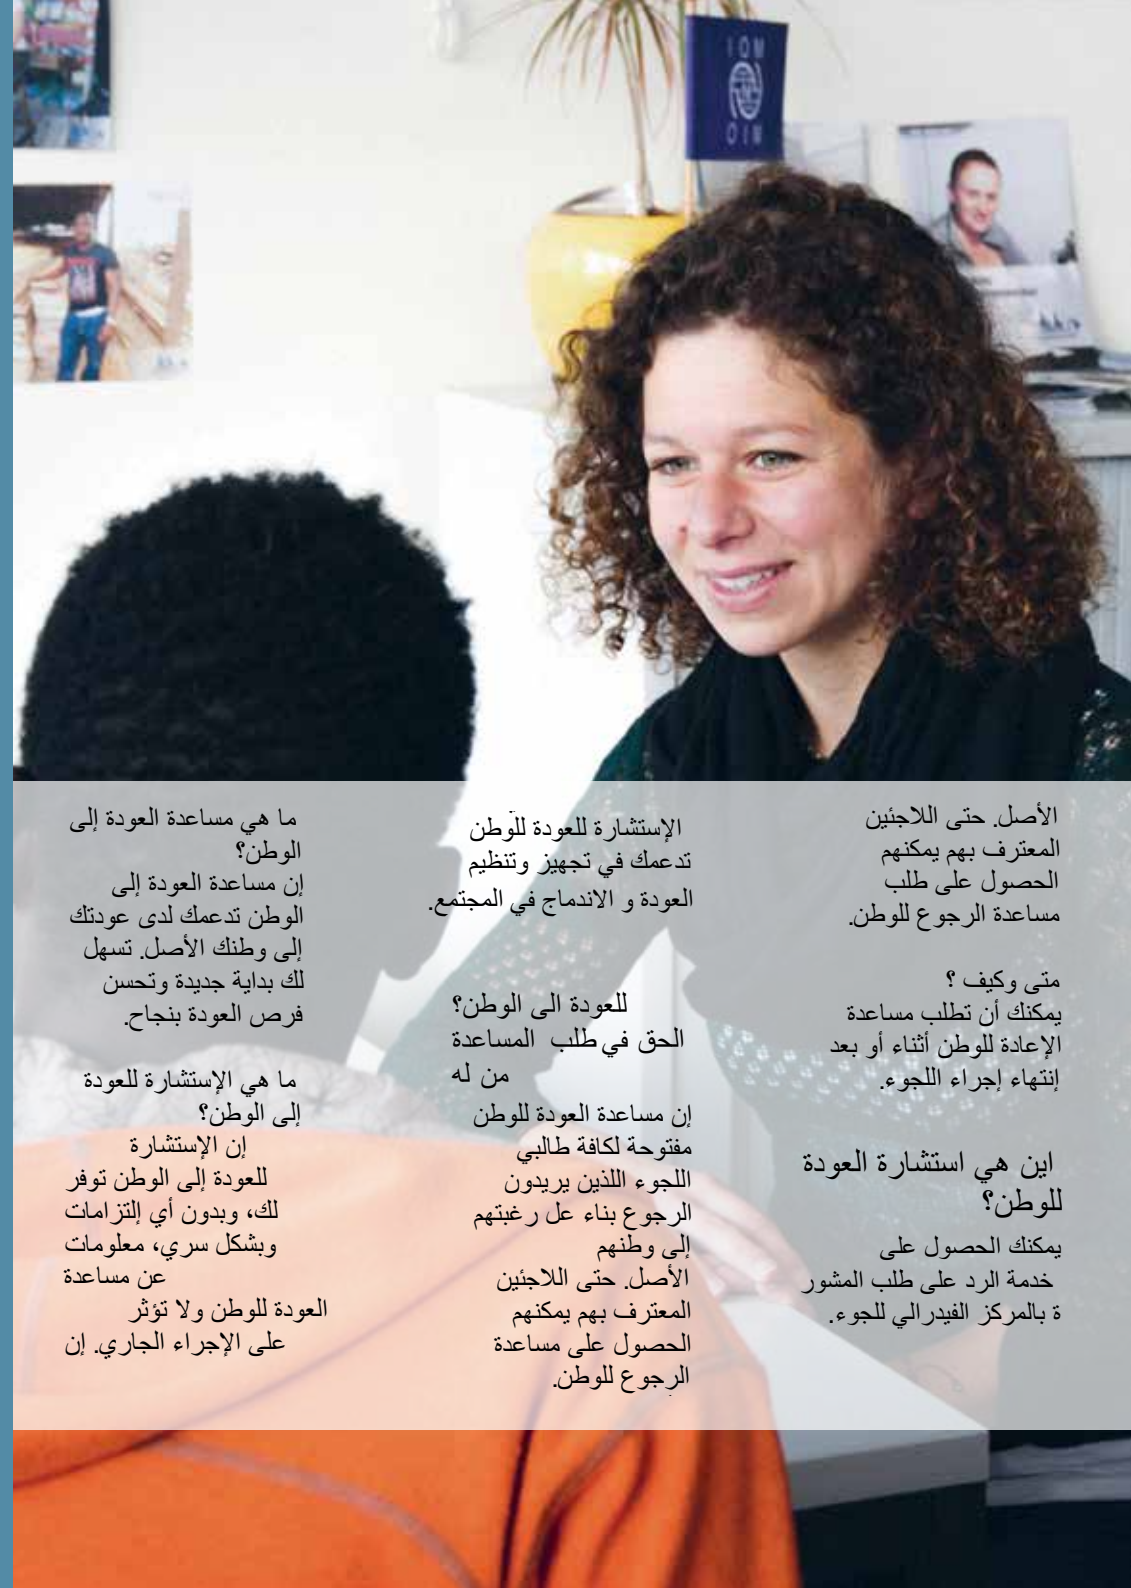 IOM
OIM
ما هي مساعدة العودة إلى
الوطن؟
إن مساعدة العودة إلى
الوطن تدعمك لدى عودتك
إلى وطنك الأصل. تسهل
لك بداية جديدة وتحسن
فرص العودة بنجاح.
ما هي الإستشارة للعودة
إلى الوطن؟
إن الإستشارة
للعودة إلى الوطن توفر
لك، وبدون أي إلتزامات
وبشكل سري، معلومات
عن مساعدة
العودة للوطن ولا تؤثر
على الإجراء الجاري. إن
الإستشارة للعودة للوطن
تدعمك في تجهيز وتنظيم
العودة و الاندماج في المجتمع.
للعودة الى الوطن؟
الحق في طلب المساعدة
من له
إن مساعدة العودة للوطن
مفتوحة لكافة طالبي
اللجوء اللذين يريدون
الرجوع بناء عل رغبتهم
إلى وطنهم
الأصل. حتى اللاجئين
المعترف بهم يمكنهم
الحصول على مساعدة
الرجوع للوطن.
الأصل. حتى اللاجئين
المعترف بهم يمكنهم
الحصول على طلب
مساعدة الرجوع للوطن.
متى وكيف ؟
يمكنك أن تطلب مساعدة
الإعادة للوطن أثناء أو بعد
إنتهاء إجراء اللجوء.
اين هي استشارة العودة
للوطن؟
يمكنك الحصول على
خدمة الرد على طلب المشور
ة بالمركز الفيدرالي للجوء.